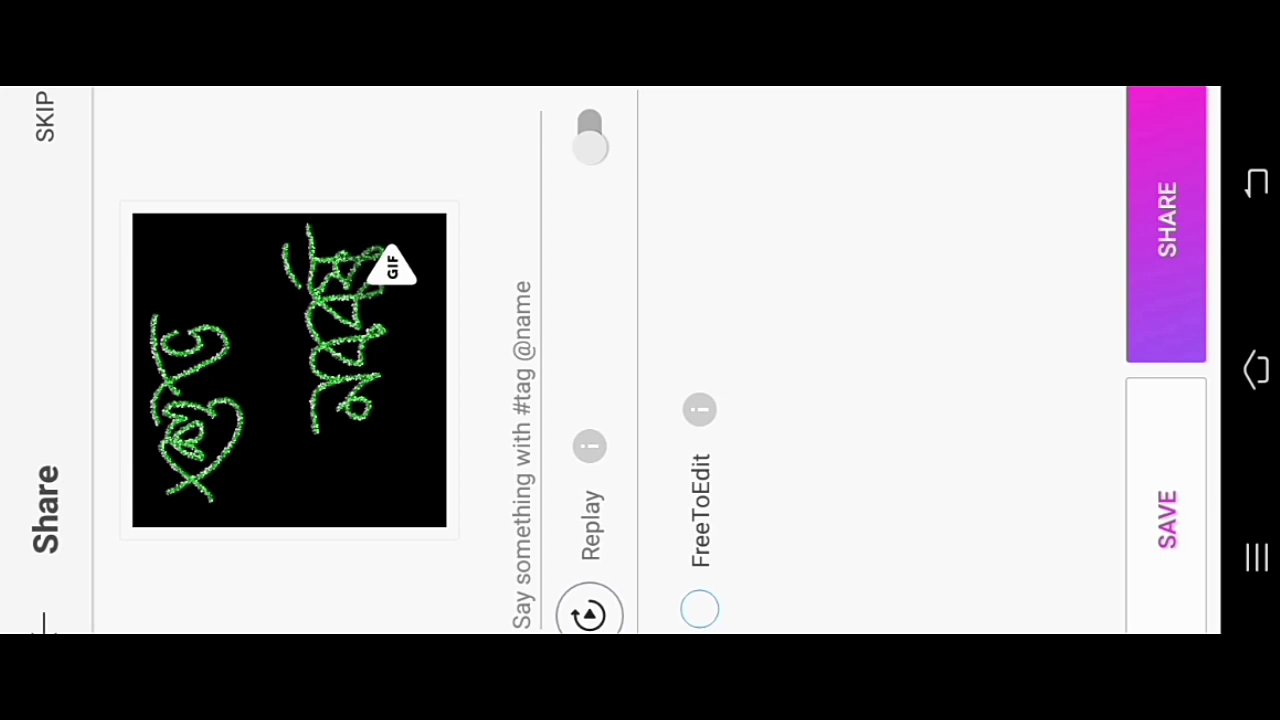 Share SKIP
GIF
Say something with #tag @name
Replay i
FreeToEdit i
SAVE SHARE